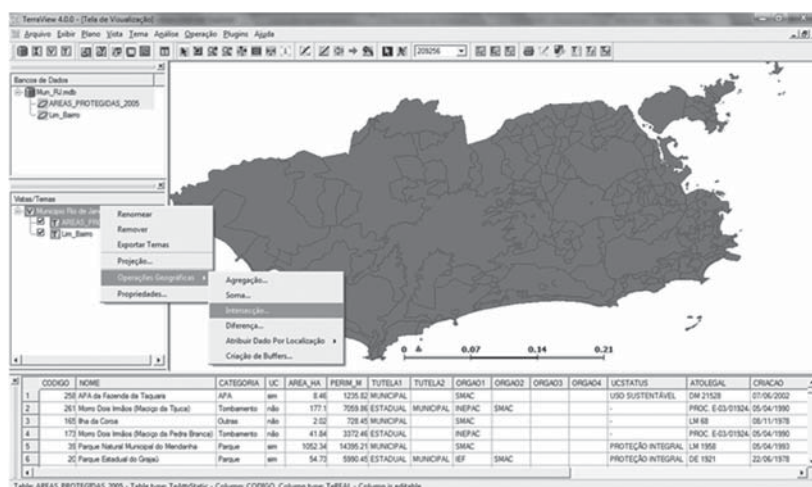 TerraView 4.0.0 - [Tela de Visualização]
Arquivo Exibir Plano Vista Tema Análise Operação Plugins Ajuda
209256
Bancos de Dados
Mun_RJ.mdb
AREAS_PROTEGIDAS_2005
Lim_Bairro
Vistas/Temas
Municipio Rio de Jan
AREAS_
Lim_Bairro
Renomear
Remover
Exportar Temas
Projeção...
Operações Geográficas
Propriedades...
Agregação...
Soma...
Intersecção...
Diferença...
Atribuir Dado Por Localização
Criação de Buffers...
0 0.07 0.14 0.21
CODIGO NOME CATEGORIA UC AREA_HA PERIM_M TUTELA1 TUTELA2 ORGAO1 ORGAO2 ORGAO3 ORGAO4 UCSTATUS ATOLEGAL CRIACAO
1 258 APA da Fazenda da Taquara APA sim 8.46 1235.82 MUNICIPAL SMAC USO SUSTENTÁVEL DM 21528 07/06/2002
2 261 Morro Dois Irmãos (Maciço da Tijuca) Tombamento não 177.1 7059.86 ESTADUAL MUNICIPAL INEPAC SMAC - PROC. E-03/01924 05/04/1990
3 165 Ilha da Coroa Outras não 2.02 728.45 MUNICIPAL SMAC - LM 68 08/11/1978
4 173 Morro Dois Irmãos (Maciço da Pedra Branca) Tombamento não 41.84 3372.46 ESTADUAL INEPAC - PROC. E-03/01924 05/04/1990
5 35 Parque Natural Municipal do Mendanha Parque sim 1052.34 14395.21 MUNICIPAL SMAC PROTEÇÃO INTEGRAL LM 1958 05/04/1993
6 20 Parque Estadual do Grajaú Parque sim 54.73 5990.45 ESTADUAL MUNICIPAL IEF SMAC PROTEÇÃO INTEGRAL DE 1921 22/06/1978
Table: AREAS_PROTEGIDAS_2005 - Table type: TeAttrStatic - Column: CODIGO Column type: TeREAL - Column is editable